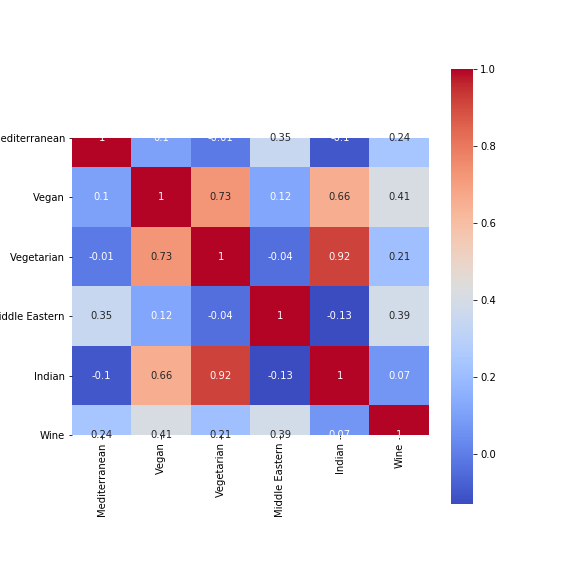 editerranean 1 0.1 -0.01 0.35 -0.1 0.24
Vegan 0.1 1 0.73 0.12 0.66 0.41
Vegetarian -0.01 0.73 1 -0.04 0.92 0.21
iddle Eastern 0.35 0.12 -0.04 1 -0.13 0.39
Indian -0.1 0.66 0.92 -0.13 1 0.07
Wine 0.24 0.41 0.21 0.39 0.07 1
Mediterranean
Vegan
Vegetarian
Middle Eastern
Indian
Wine
1.0
0.8
0.6
0.4
0.2
0.0